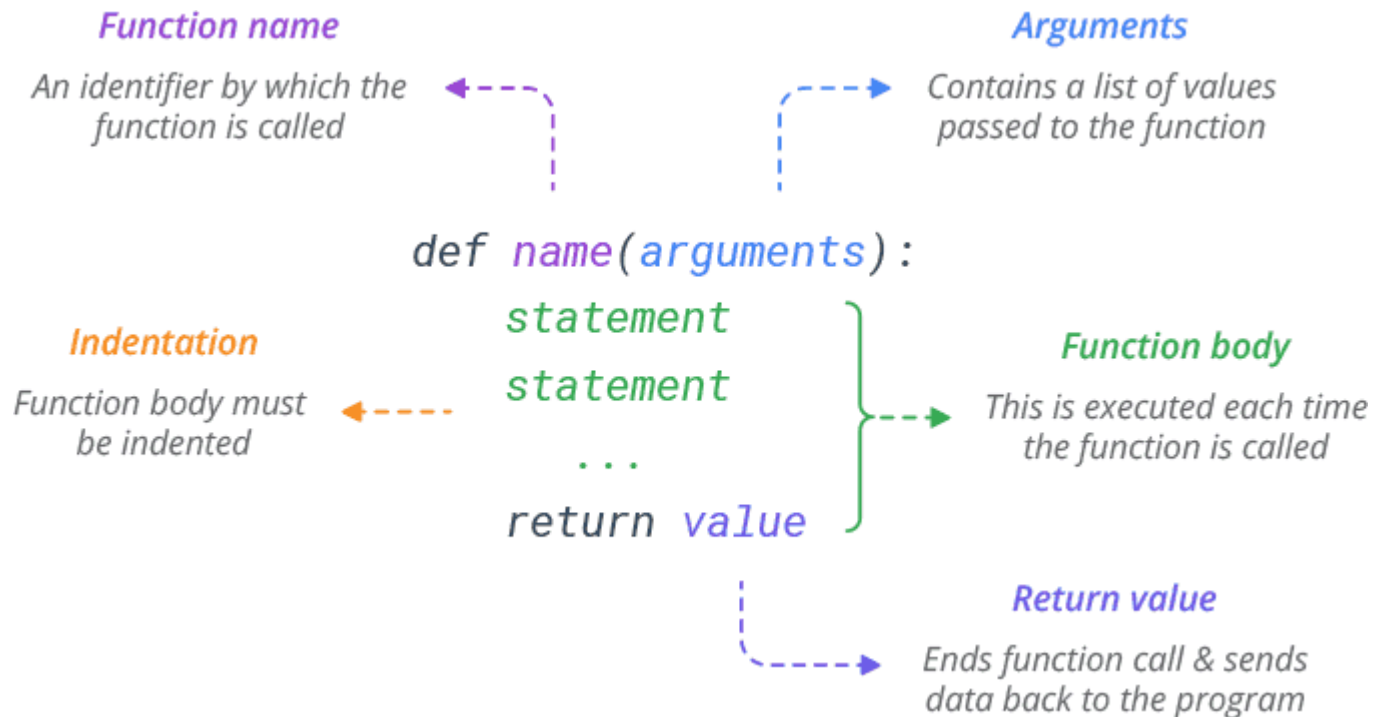 Function name
An identifier by which the
function is called
Arguments
Contains a list of values
passed to the function
def name(arguments):
statement
statement
...
return value
Indentation
Function body must
be indented
Function body
This is executed each time
the function is called
Return value
Ends function call & sends
data back to the program